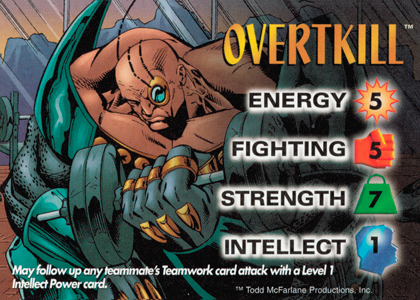 OVERTKILL™
ENERGY 5
FIGHTING 5
STRENGTH 7
INTELLECT 1
May follow up any teammate's Teamwork card attack with a Level 1
Intellect Power card.
™ Todd McFarlane Productions, Inc.